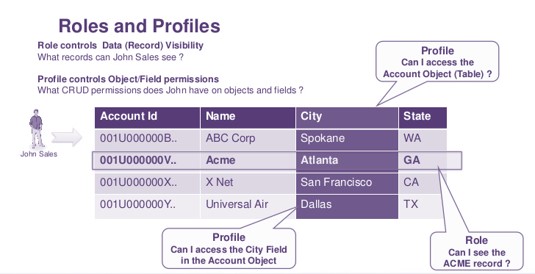 Roles and Profiles
Role controls Data (Record) Visibility
What records can John Sales see ?
Profile controls Object/Field permissions
What CRUD permissions does John have on objects and fields ?
Profile
Can I access the
Account Object (Table) ?
John Sales
Account Id Name City State
001U000000B.. ABC Corp Spokane WA
001U000000V.. Acme Atlanta GA
001U000000X.. X Net San Francisco CA
001U000000Y.. Universal Air Dallas TX
Profile
Can I access the City Field
in the Account Object
Role
Can I see the
ACME record ?